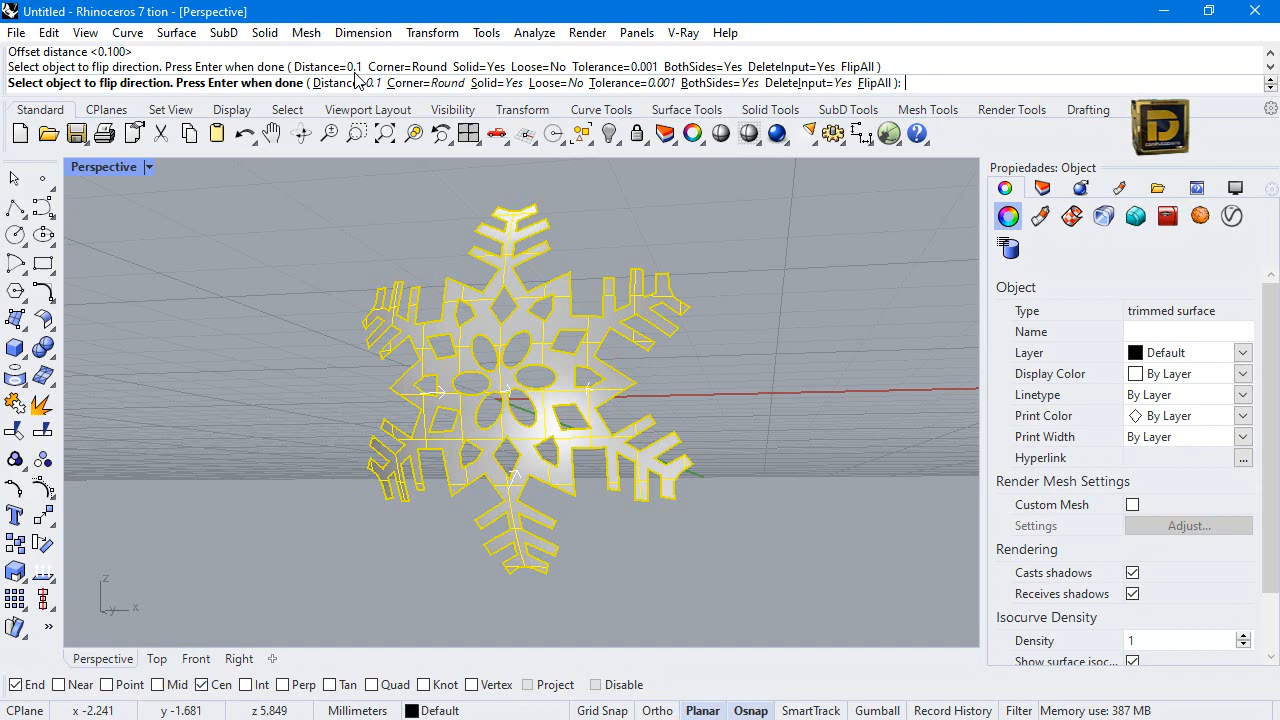 Untitled - Rhinoceros 7 tion - [Perspective]
File Edit View Curve Surface SubD Solid Mesh Dimension Transform Tools Analyze Render Panels V-Ray Help
Offset distance <0.100>
Select object to flip direction. Press Enter when done ( Distance=0.1 Corner=Round Solid=Yes Loose=No Tolerance=0.001 BothSides=Yes DeleteInput=Yes FlipAll )
Select object to flip direction. Press Enter when done ( Distance=0.1 Corner=Round Solid=Yes Loose=No Tolerance=0.001 BothSides=Yes DeleteInput=Yes FlipAll ):
Standard CPlanes Set View Display Select Viewport Layout Visibility Transform Curve Tools Surface Tools Solid Tools SubD Tools Mesh Tools Render Tools Drafting
Perspective
Propiedades: Object
Object
Type trimmed surface
Name
Layer Default
Display Color By Layer
Linetype By Layer
Print Color By Layer
Print Width By Layer
Hyperlink ...
Render Mesh Settings
Custom Mesh
Settings Adjust...
Rendering
Casts shadows
Receives shadows
Isocurve Density
Density 1
Show surface isoc...
z
y x
Perspective Top Front Right
End Near Point Mid Cen Int Perp Tan Quad Knot Vertex Project Disable
CPlane x -2.241 y -1.681 z 5.849 Millimeters Default Grid Snap Ortho Planar Osnap SmartTrack Gumball Record History Filter Memory use: 387 MB